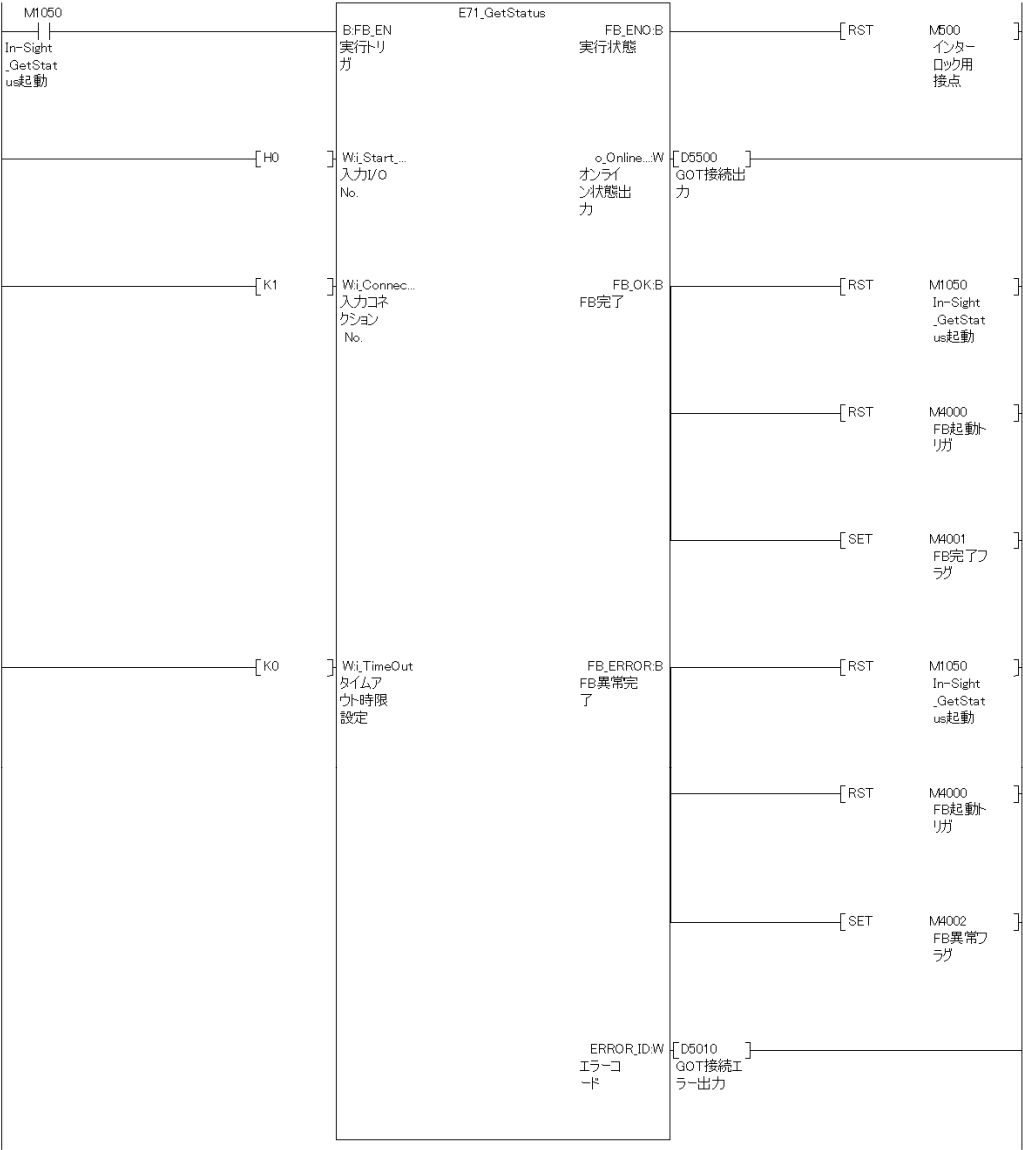 M1050
In-Sight
_GetStat
us起動
E71_GetStatus
B:FB_EN
実行トリ
ガ
FB_ENO:B
実行状態
RST M500
インター
ロック用
接点
H0
W:i_Start_...
入力I/O
No.
o_Online...:W
オンライ
ン状態出
力
D5500
GOT接続出
力
K1
W:i_Connec...
入力コネ
クション
No.
FB_OK:B
FB完了
RST M1050
In-Sight
_GetStat
us起動
RST M4000
FB起動ト
リガ
SET M4001
FB完了フ
ラグ
K0
W:i_TimeOut
タイムア
ウト時限
設定
FB_ERROR:B
FB異常完
了
RST M1050
In-Sight
_GetStat
us起動
RST M4000
FB起動ト
リガ
SET M4002
FB異常フ
ラグ
ERROR_ID:W
エラーコ
ード
D5010
GOT接続エ
ラー出力